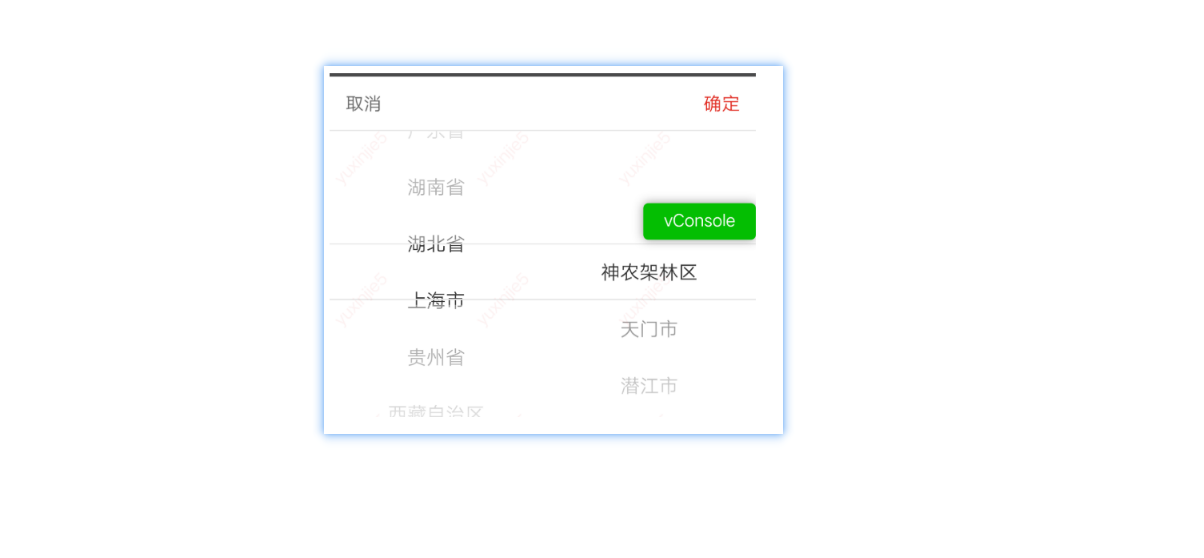 取消
确定
广东省
湖南省
vConsole
湖北省
神农架林区
上海市
天门市
贵州省
潜江市
西藏自治区
yuxinjie5
yuxinjie5
yuxinjie5
yuxinjie5
yuxinjie5
yuxinjie5